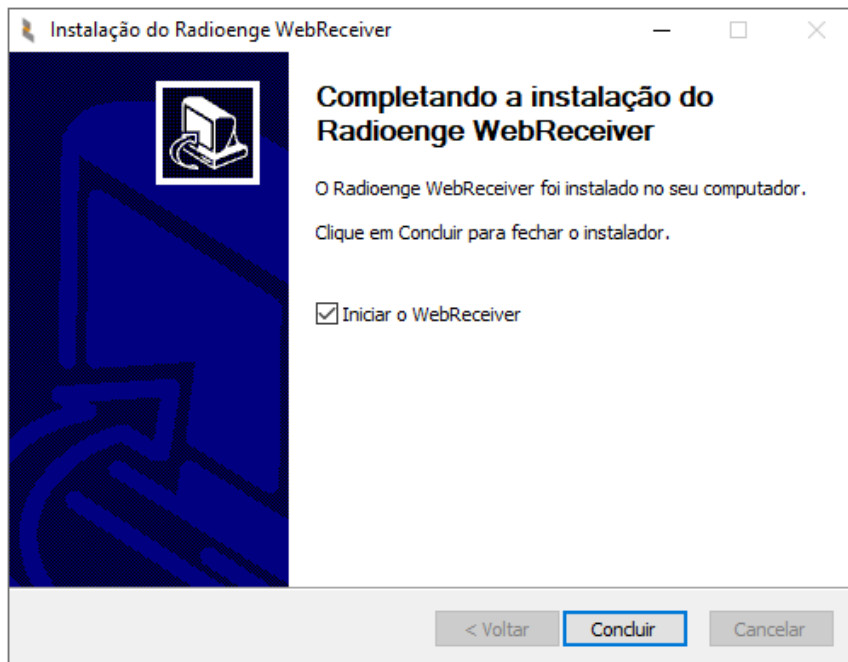 Instalação do Radioenge WebReceiver
Completando a instalação do
Radioenge WebReceiver
O Radioenge WebReceiver foi instalado no seu computador.
Clique em Concluir para fechar o instalador.
Iniciar o WebReceiver
< Voltar
Concluir
Cancelar